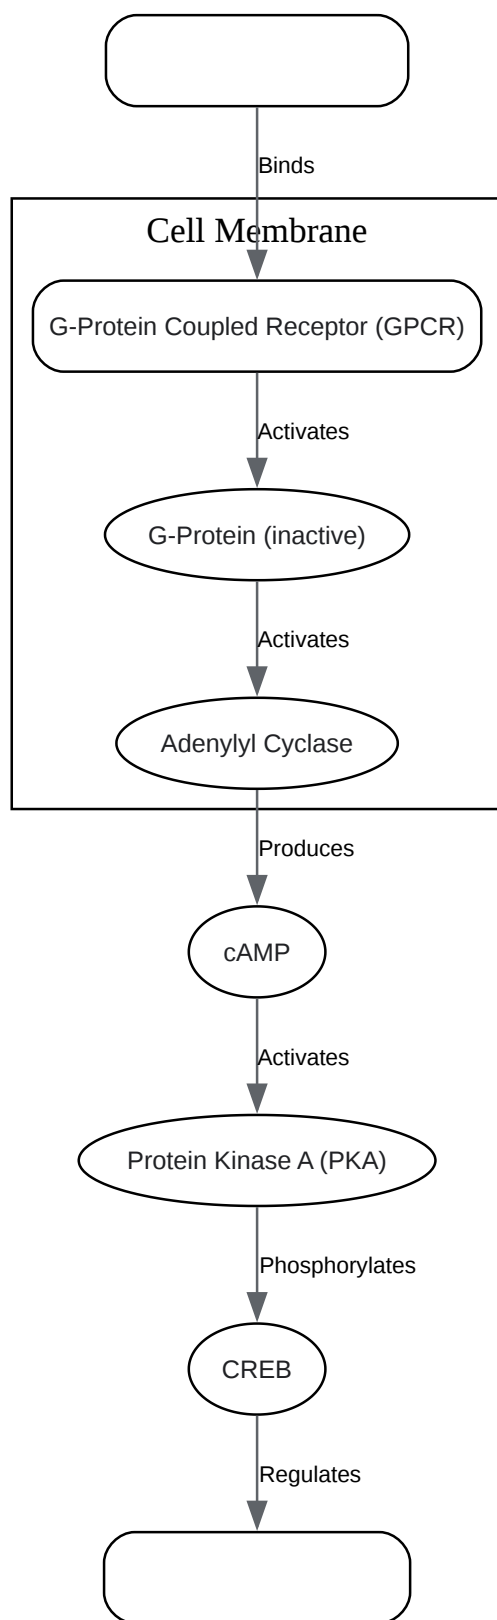 Binds
Cell Membrane
G-Protein Coupled Receptor (GPCR)
Activates
G-Protein (inactive)
Activates
Adenylyl Cyclase
Produces
cAMP
Activates
Protein Kinase A (PKA)
Phosphorylates
CREB
Regulates